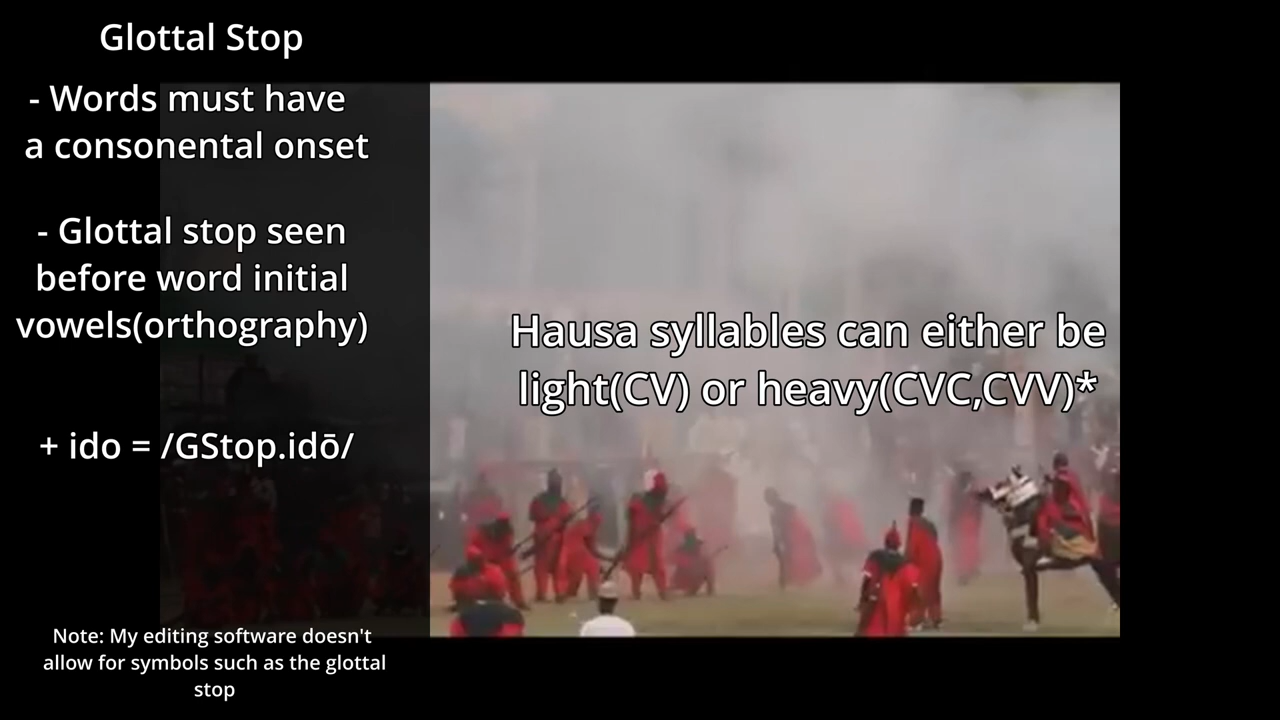 Glottal Stop
- Words must have
a consonental onset
- Glottal stop seen
before word initial
vowels(orthography)
+ ido = /GStop.idō/
Note: My editing software doesn't
allow for symbols such as the glottal
stop
Hausa syllables can either be
light(CV) or heavy(CVC,CVV)*